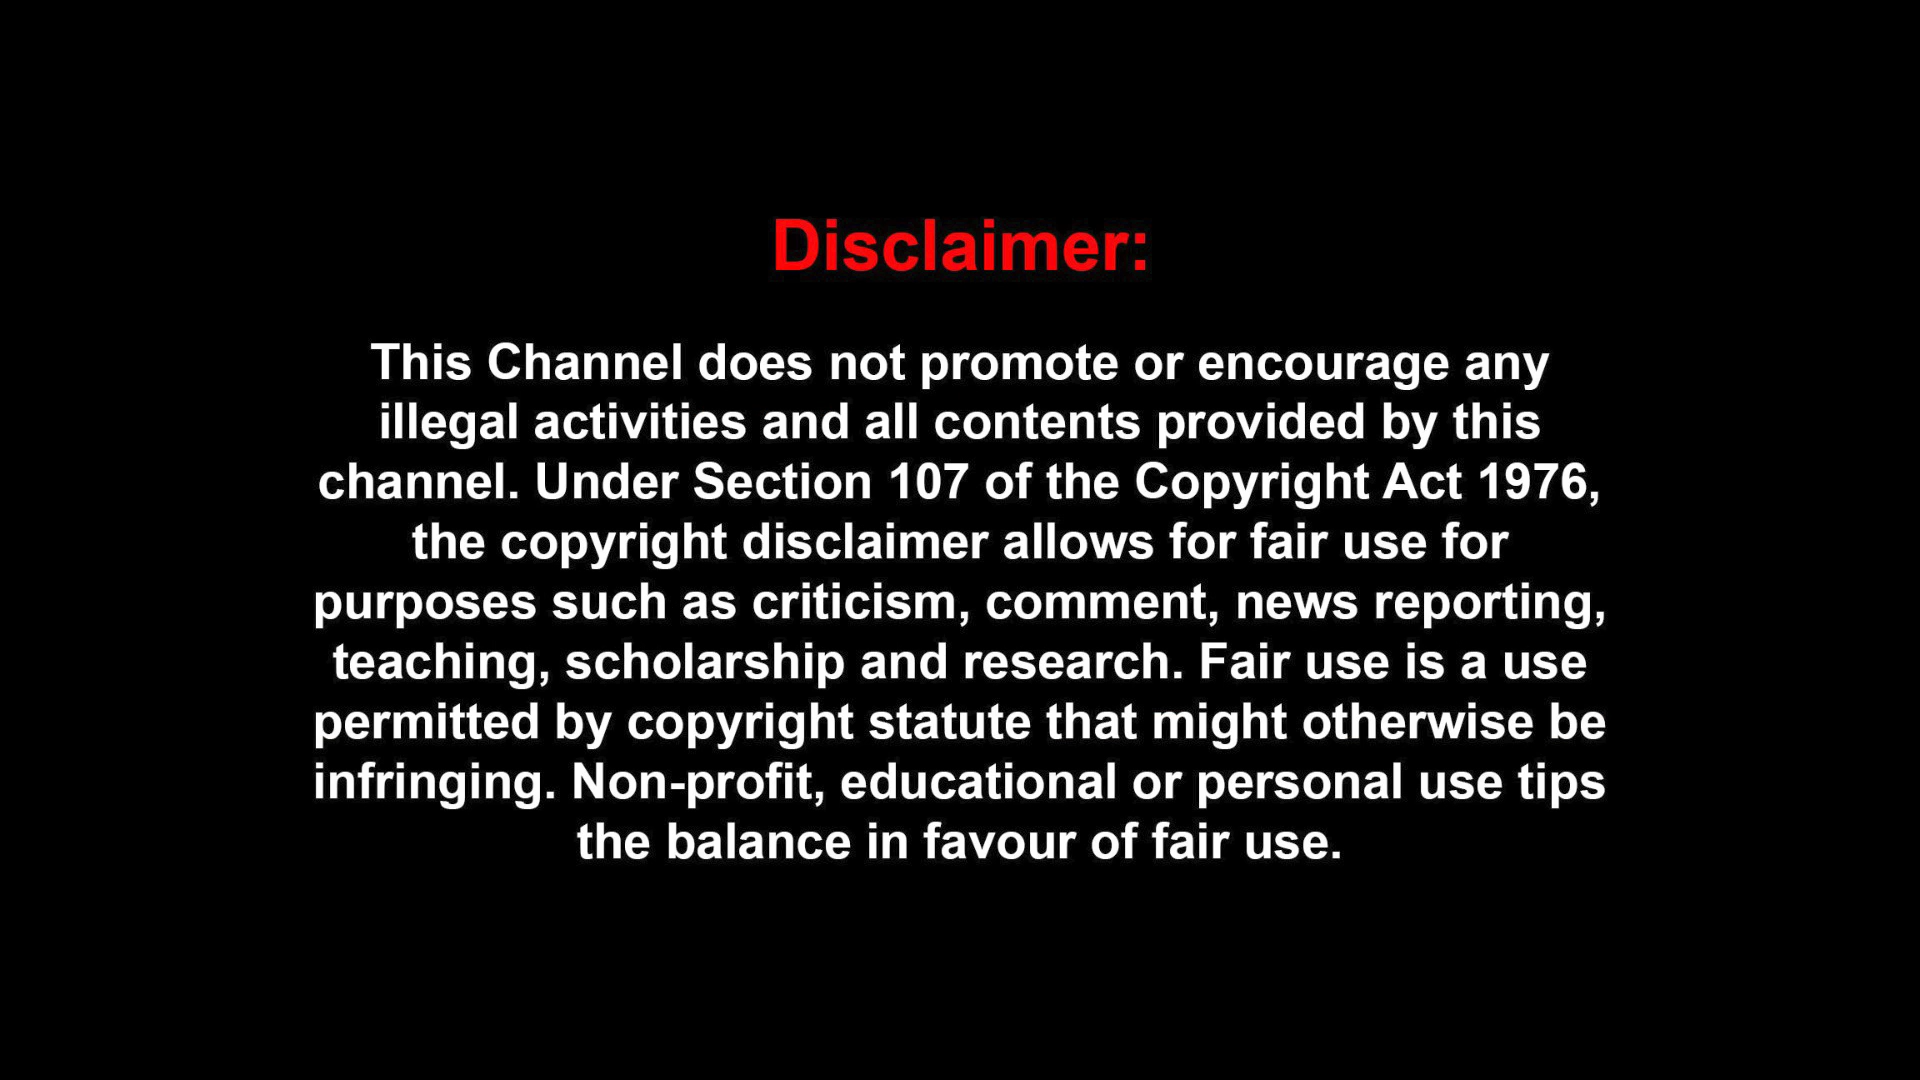 Disclaimer:
This Channel does not promote or encourage any
illegal activities and all contents provided by this
channel. Under Section 107 of the Copyright Act 1976,
the copyright disclaimer allows for fair use for
purposes such as criticism, comment, news reporting,
teaching, scholarship and research. Fair use is a use
permitted by copyright statute that might otherwise be
infringing. Non-profit, educational or personal use tips
the balance in favour of fair use.